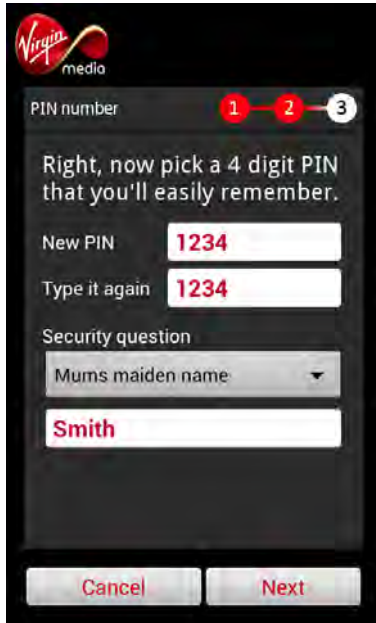 Virgin
media
PIN number 1 2 3
Right, now pick a 4 digit PIN
that you'll easily remember.
New PIN 1234
Type it again 1234
Security question
Mums maiden name
Smith
Cancel Next